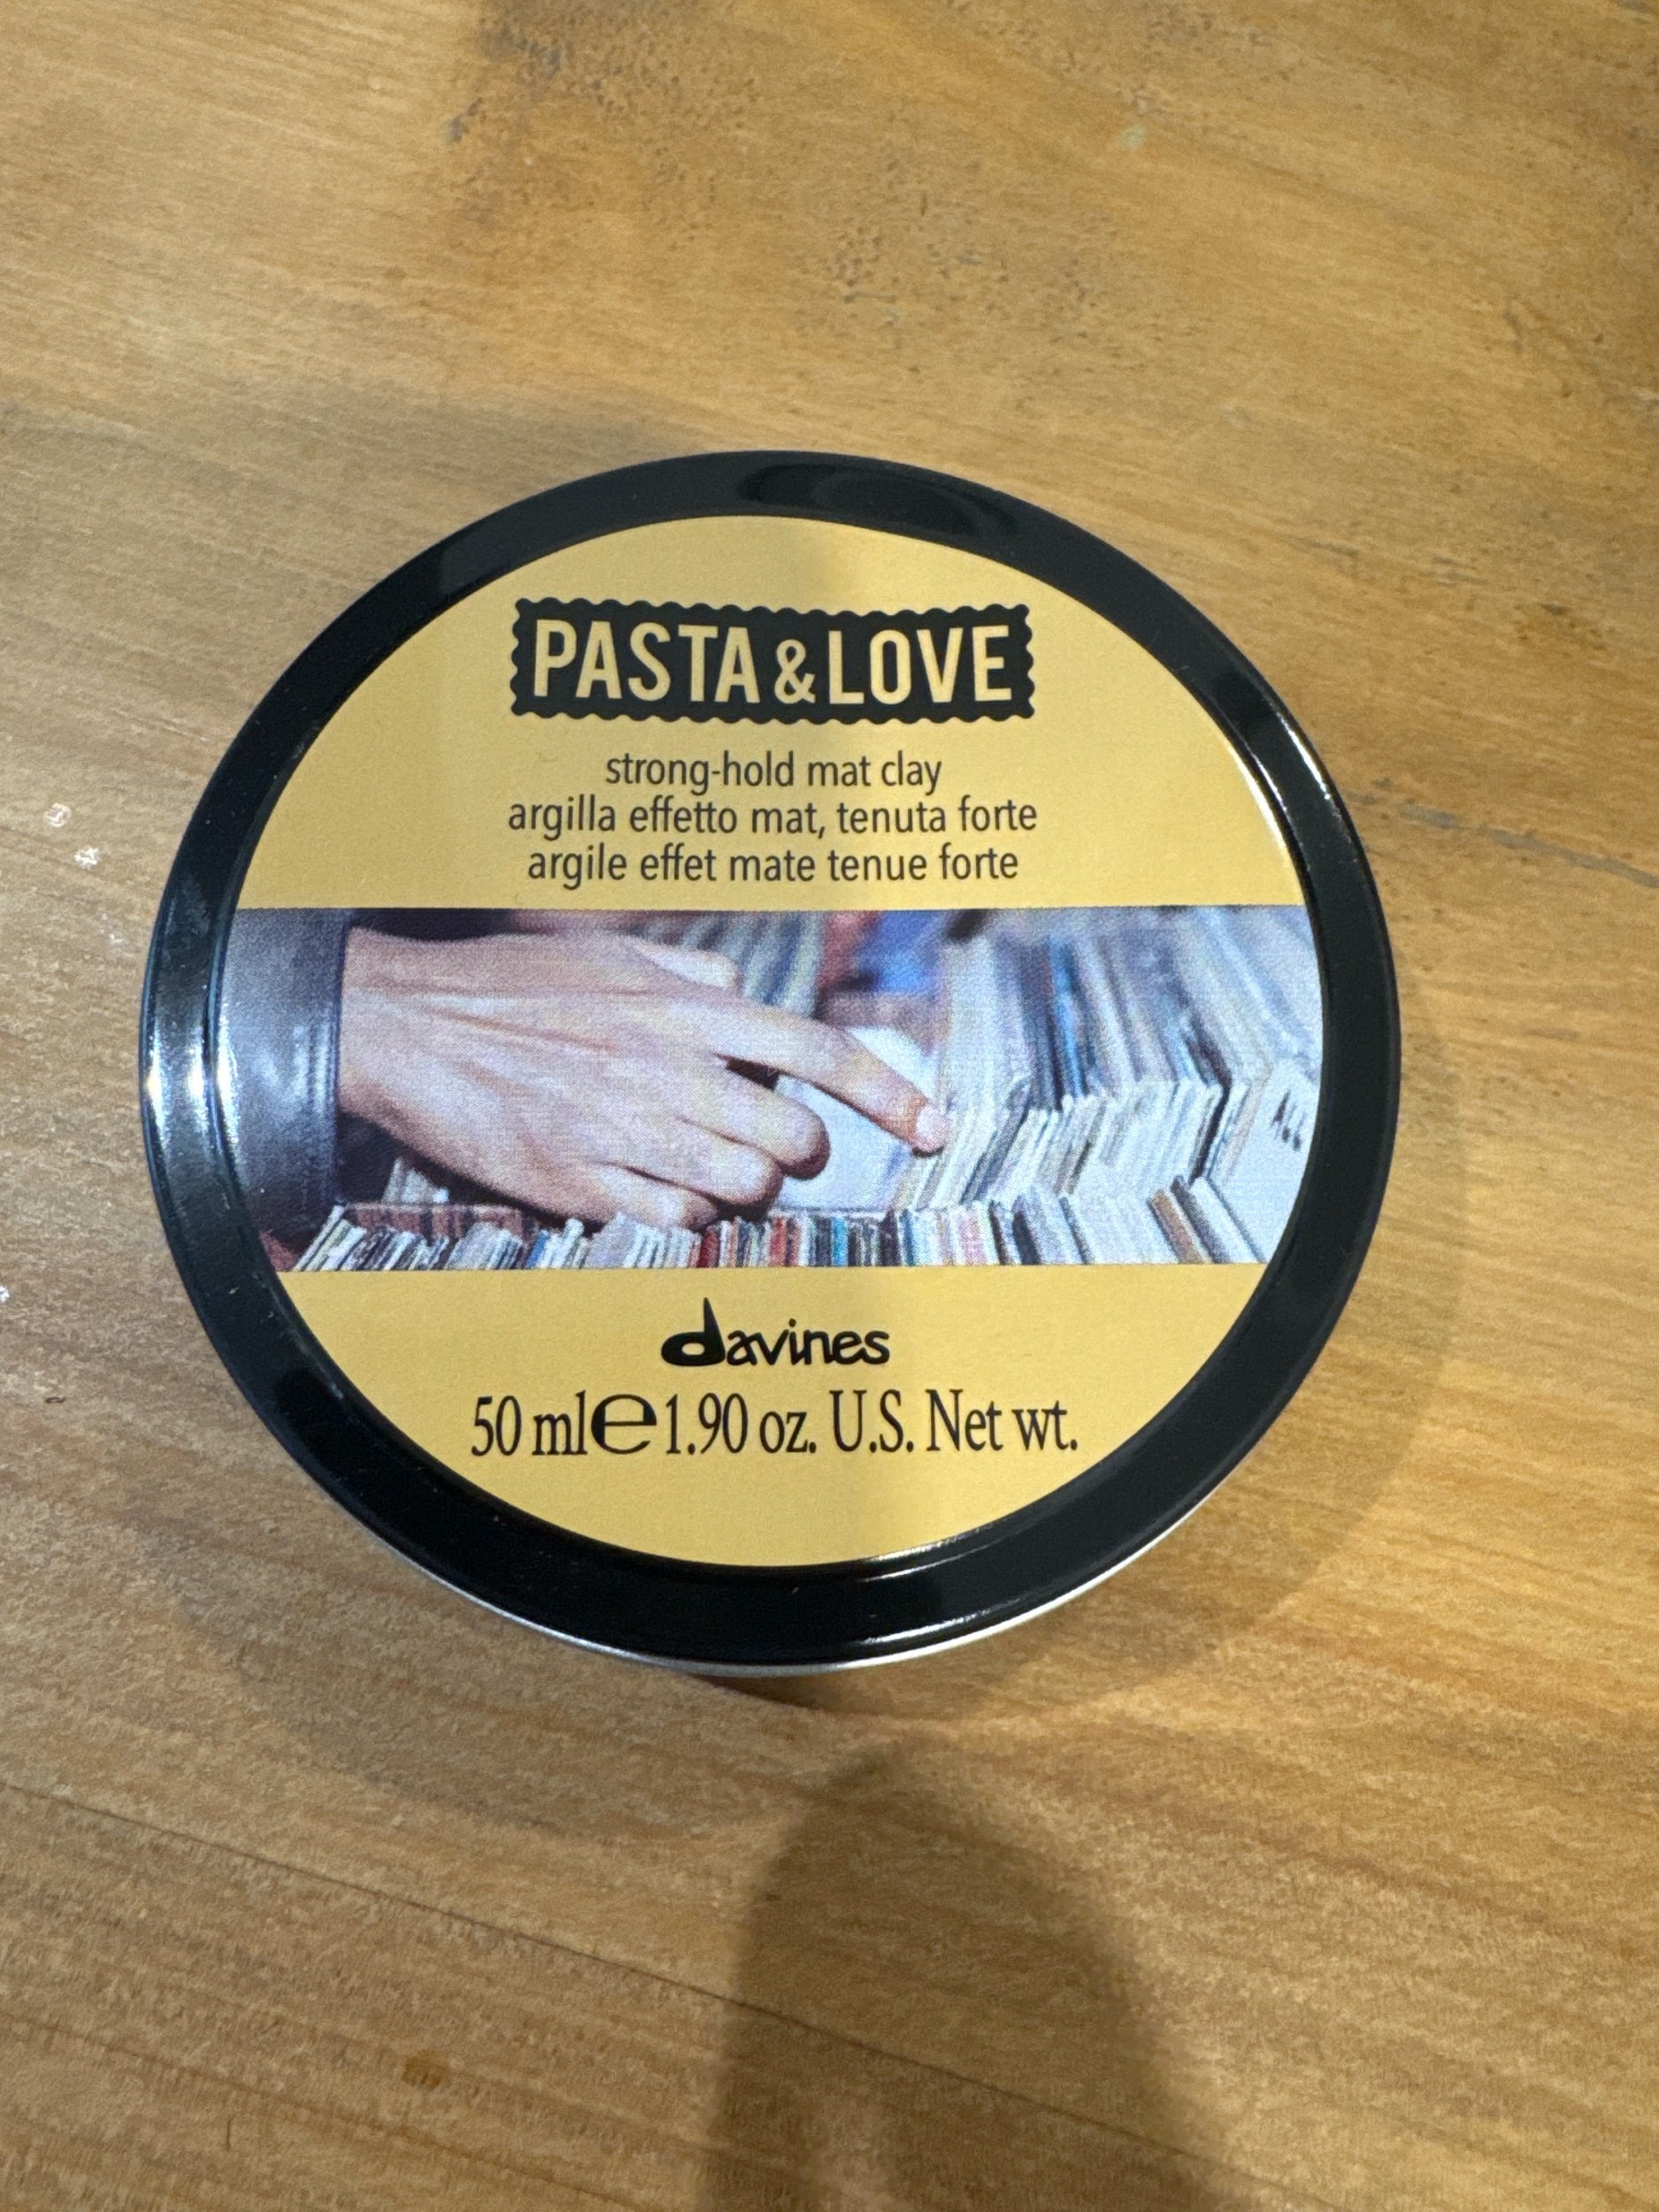 PASTA & LOVE
strong-hold mat clay
argilla effetto mat, tenuta forte
argile effet mate tenue forte
davines
50 ml ℮ 1.90 oz. U.S. Net wt.